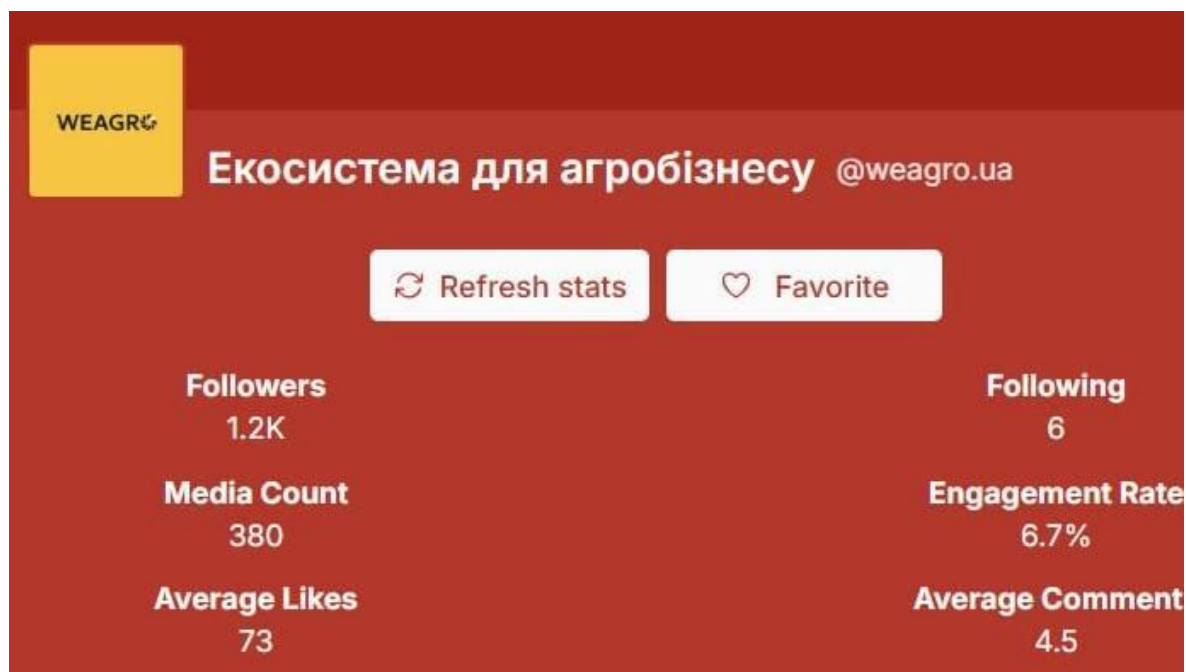 WEAGRO
Екосистема для агробізнесу @weagro.ua
Refresh stats Favorite
Followers Following
1.2K 6
Media Count Engagement Rate
380 6.7%
Average Likes Average Comment
73 4.5